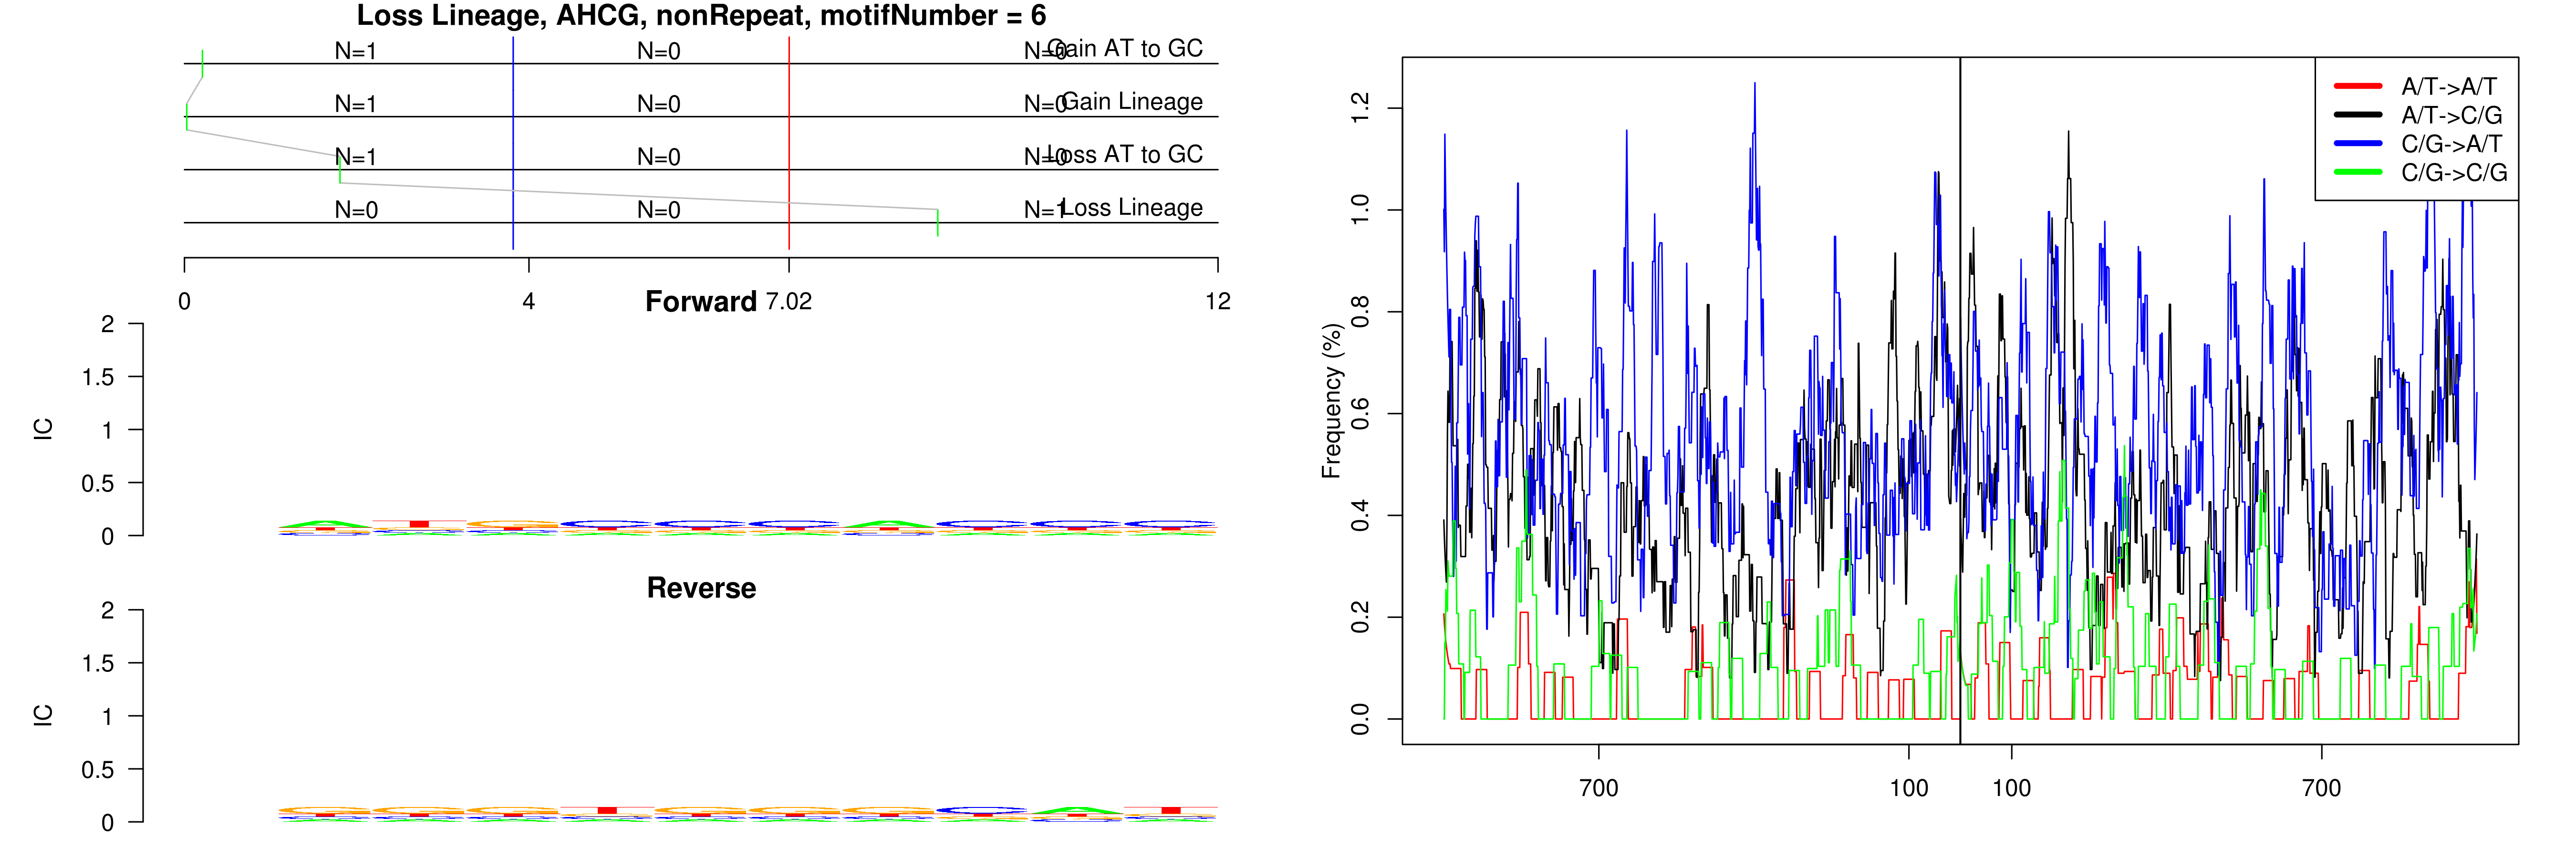 Loss Lineage, AHCG, nonRepeat, motifNumber = 6
N=1 N=0 N=0 Gain AT to GC
N=1 N=0 N=0 Gain Lineage
N=1 N=0 N=0 Loss AT to GC
N=0 N=0 N=1 Loss Lineage
0 4 7.02 12
Forward
2
1.5
1
0.5
0
IC
Reverse
2
1.5
1
0.5
0
IC
A/T->A/T
A/T->C/G
C/G->A/T
C/G->C/G
Frequency (%)
1.2
1.0
0.8
0.6
0.4
0.2
0.0
700 100 100 700